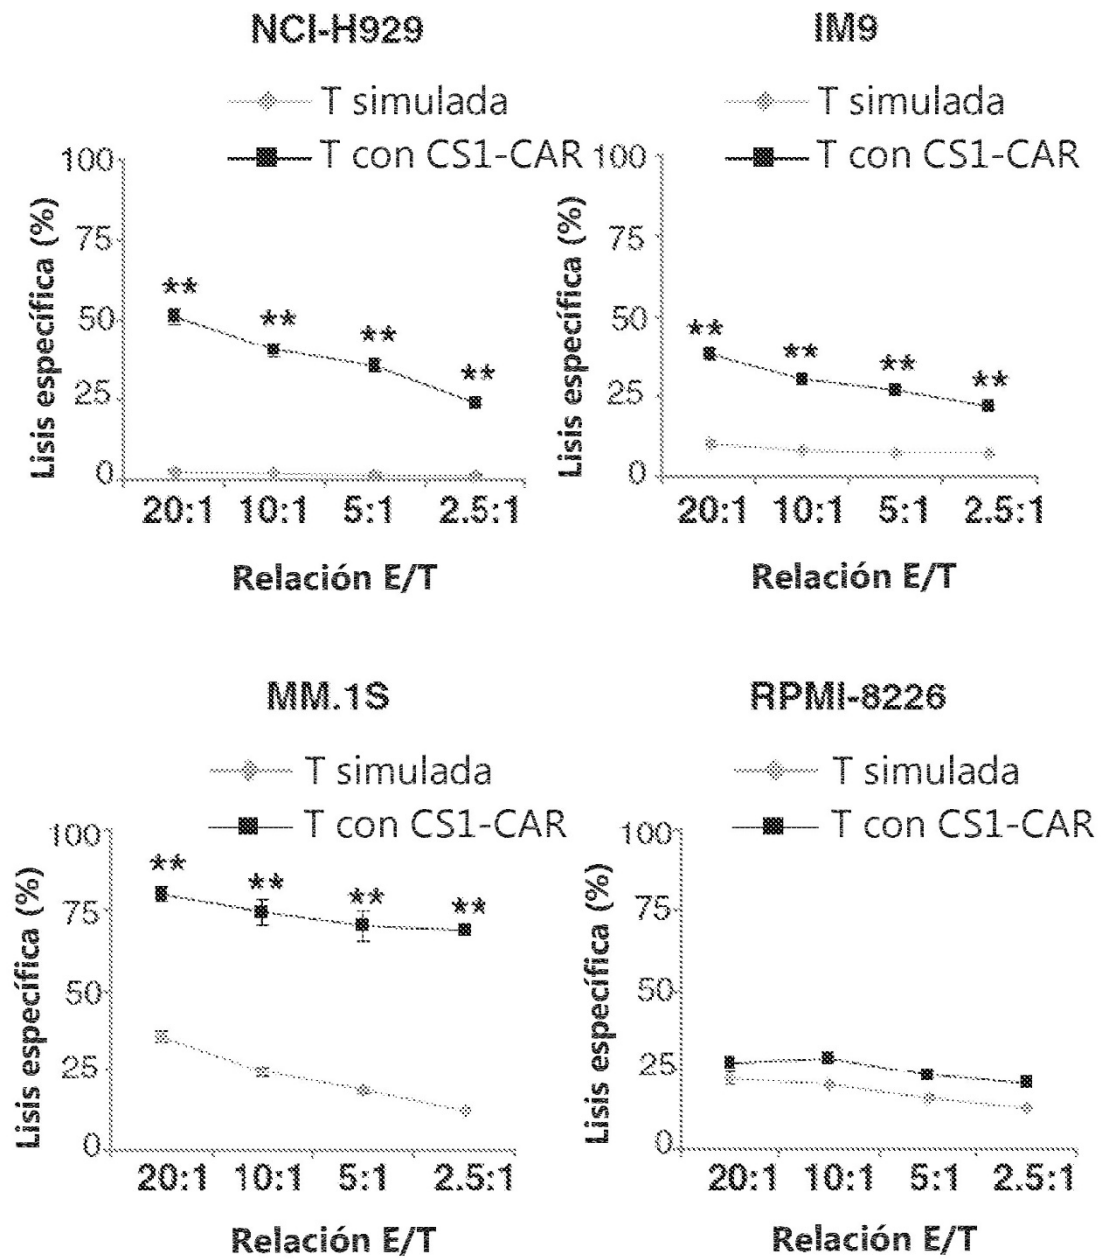 NCI-H929
T simulada
T con CS1-CAR
100
75
50
25
0
Lisis específica (%)
**
**
**
**
20:1 10:1 5:1 2.5:1
Relación E/T
IM9
T simulada
T con CS1-CAR
100
75
50
25
0
Lisis específica (%)
**
**
**
**
20:1 10:1 5:1 2.5:1
Relación E/T
MM.1S
T simulada
T con CS1-CAR
100
75
50
25
0
Lisis específica (%)
**
**
**
**
20:1 10:1 5:1 2.5:1
Relación E/T
RPMI-8226
T simulada
T con CS1-CAR
100
75
50
25
0
Lisis específica (%)
20:1 10:1 5:1 2.5:1
Relación E/T